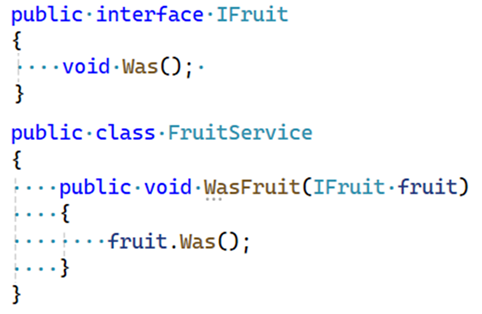 public interface IFruit
{
    void Was();
}
public class FruitService
{
    public void WasFruit(IFruit fruit)
    {
        fruit.Was();
    }
}